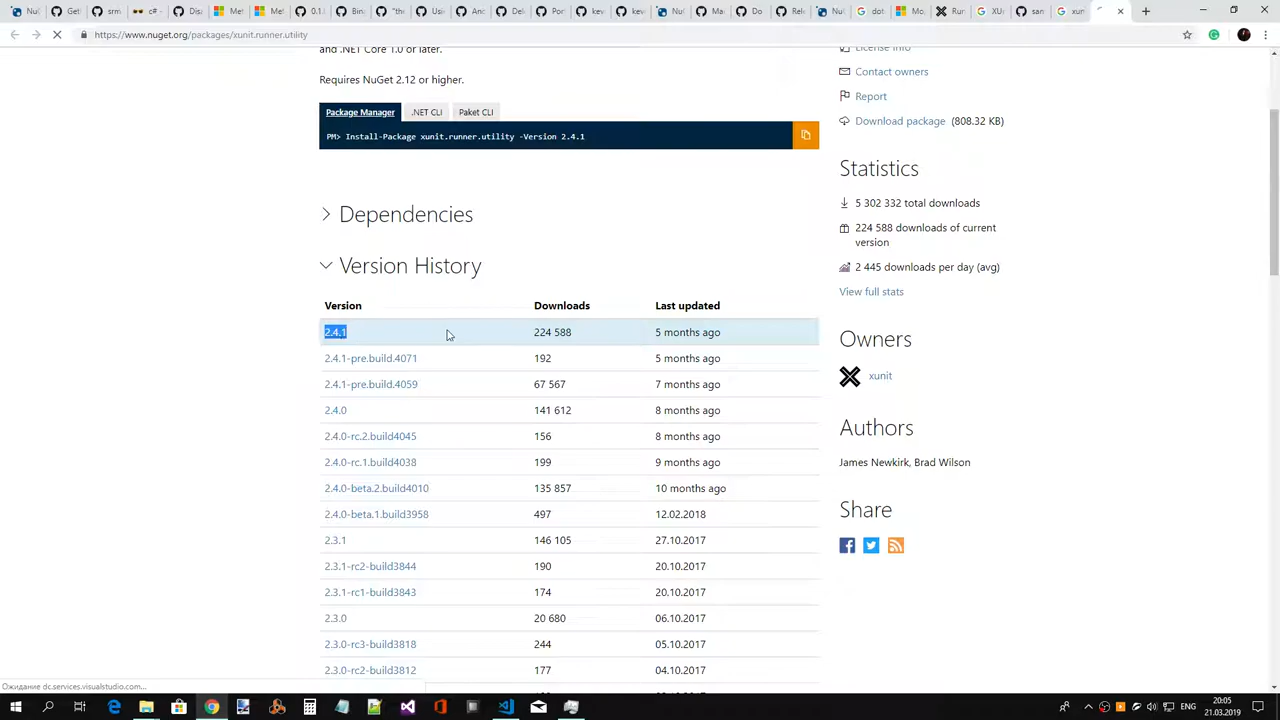 https://www.nuget.org/packages/xunit.runner.utility
and .NET Core 1.0 or later.
Requires NuGet 2.12 or higher.
Package Manager
.NET CLI
Paket CLI
PM> Install-Package xunit.runner.utility -Version 2.4.1
Dependencies
Version History
Version Downloads Last updated
2.4.1 224 588 5 months ago
2.4.1-pre.build.4071 192 5 months ago
2.4.1-pre.build.4059 67 567 7 months ago
2.4.0 141 612 8 months ago
2.4.0-rc.2.build4045 156 8 months ago
2.4.0-rc.1.build4038 199 9 months ago
2.4.0-beta.2.build4010 135 857 10 months ago
2.4.0-beta.1.build3958 497 12.02.2018
2.3.1 146 105 27.10.2017
2.3.1-rc2-build3844 190 20.10.2017
2.3.1-rc1-build3843 174 20.10.2017
2.3.0 20 680 06.10.2017
2.3.0-rc3-build3818 244 05.10.2017
2.3.0-rc2-build3812 177 04.10.2017
License Info
Contact owners
Report
Download package (808.32 KB)
Statistics
5 302 332 total downloads
224 588 downloads of current
version
2 445 downloads per day (avg)
View full stats
Owners
xunit
Authors
James Newkirk, Brad Wilson
Share
Ожидание dc.services.visualstudio.com...
ENG
20:05
21.03.2019